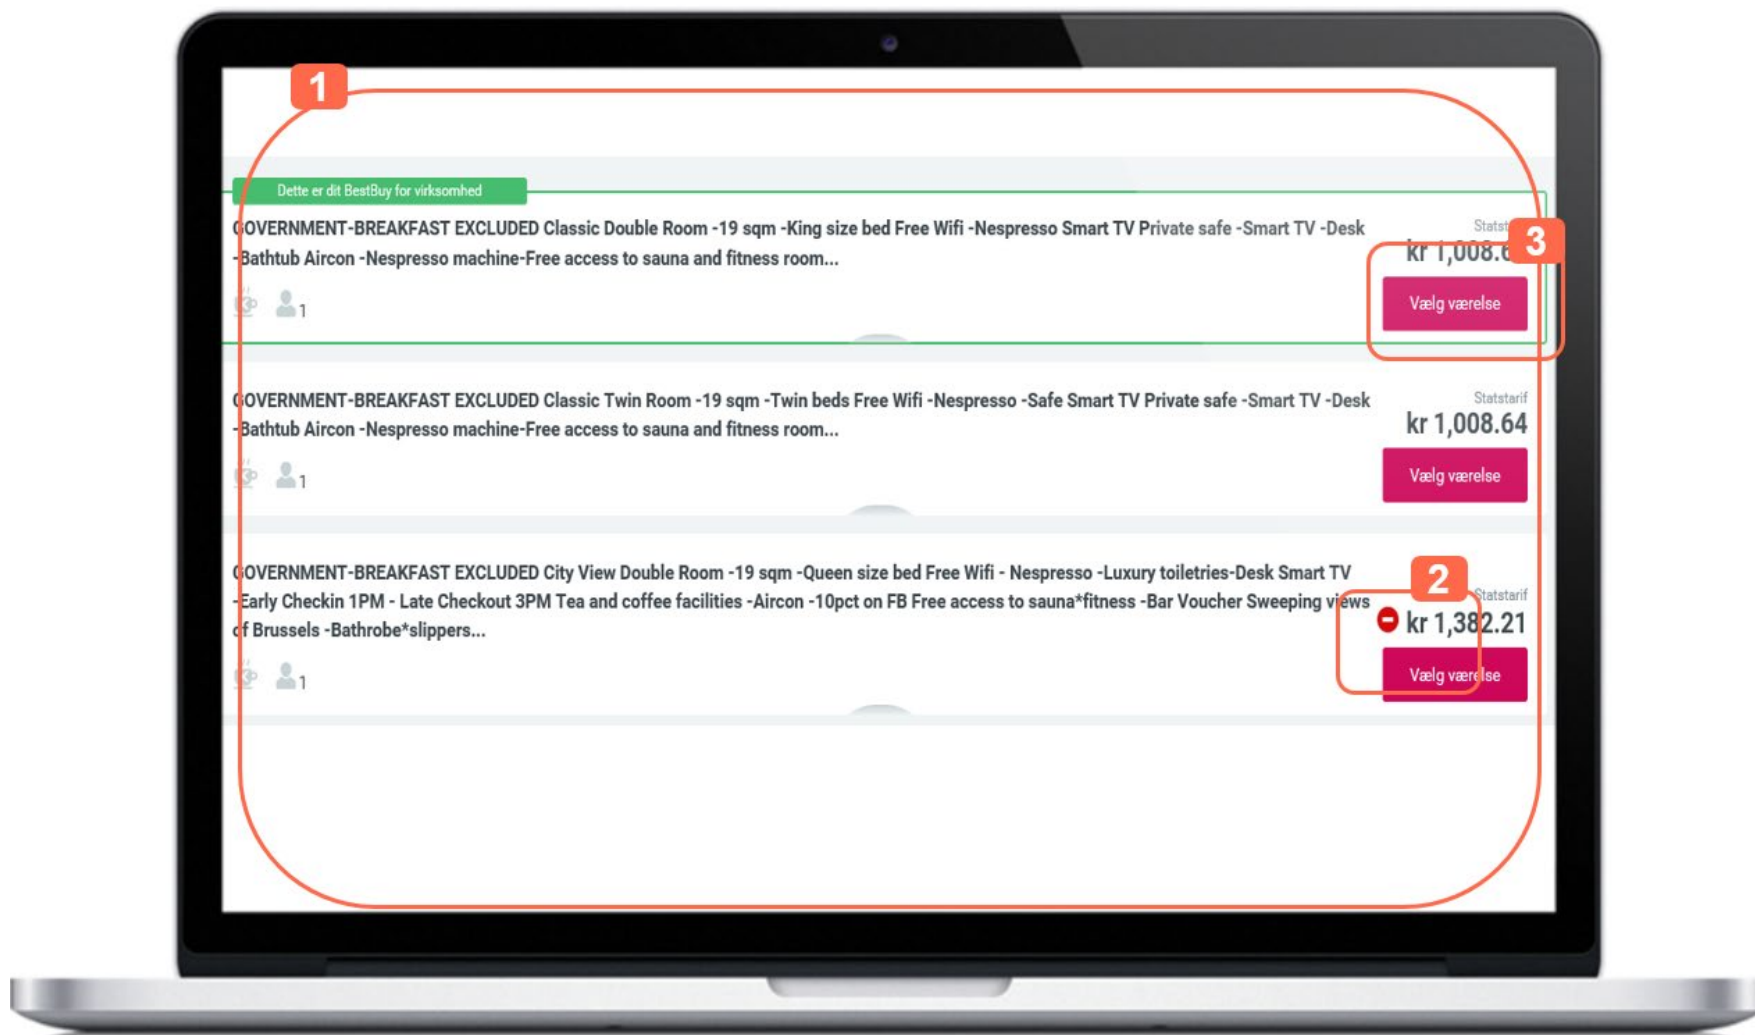 1
Dette er dit BestBuy for virksomhed
GOVERNMENT-BREAKFAST EXCLUDED Classic Double Room -19 sqm -King size bed Free Wifi -Nespresso Smart TV Private safe -Smart TV -Desk
-Bathtub Aircon -Nespresso machine-Free access to sauna and fitness room...
3
kr 1,008.6
Vælg værelse
1
GOVERNMENT-BREAKFAST EXCLUDED Classic Twin Room -19 sqm -Twin beds Free Wifi -Nespresso -Safe Smart TV Private safe -Smart TV -Desk
-Bathtub Aircon -Nespresso machine-Free access to sauna and fitness room...
Statstarif
kr 1,008.64
Vælg værelse
1
GOVERNMENT-BREAKFAST EXCLUDED City View Double Room -19 sqm -Queen size bed Free Wifi - Nespresso -Luxury toiletries-Desk Smart TV
-Early Checkin 1PM - Late Checkout 3PM Tea and coffee facilities -Aircon -10pct on FB Free access to sauna*fitness -Bar Voucher Sweeping views
of Brussels -Bathrobe*slippers...
2
Statstarif
kr 1,382.21
Vælg værelse
1